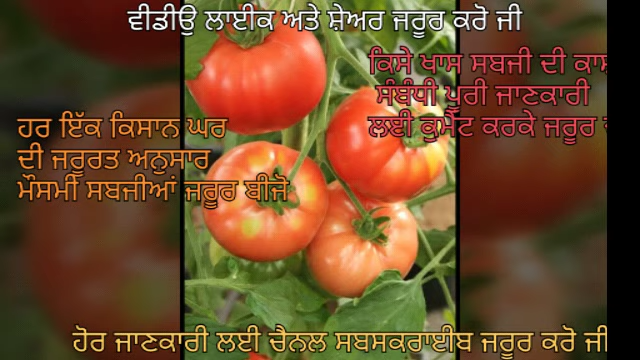 ਵੀਡੀਉ ਲਾਈਕ ਅਤੇ ਸ਼ੇਅਰ ਜਰੂਰ ਕਰੋ ਜੀ
ਕਿਸੇ ਖਾਸ ਸਬਜੀ ਦੀ
ਸੰਬੰਧੀ ਪੂਰੀ ਜਾਣਕਾਰੀ
ਲਈ ਕੁਮੈਂਟ ਕਰਕੇ ਜਰੂਰ
ਹਰ ਇੱਕ ਕਿਸਾਨ ਘਰ
ਦੀ ਜਰੂਰਤ ਅਨੁਸਾਰ
ਮੌਸਮੀ ਸਬਜੀਆਂ ਜਰੂਰ ਬੀਜੋ
ਹੋਰ ਜਾਣਕਾਰੀ ਲਈ ਚੈਨਲ ਸਬਸਕਰਾਈਬ ਜਰੂਰ ਕਰੋ ਜੀ